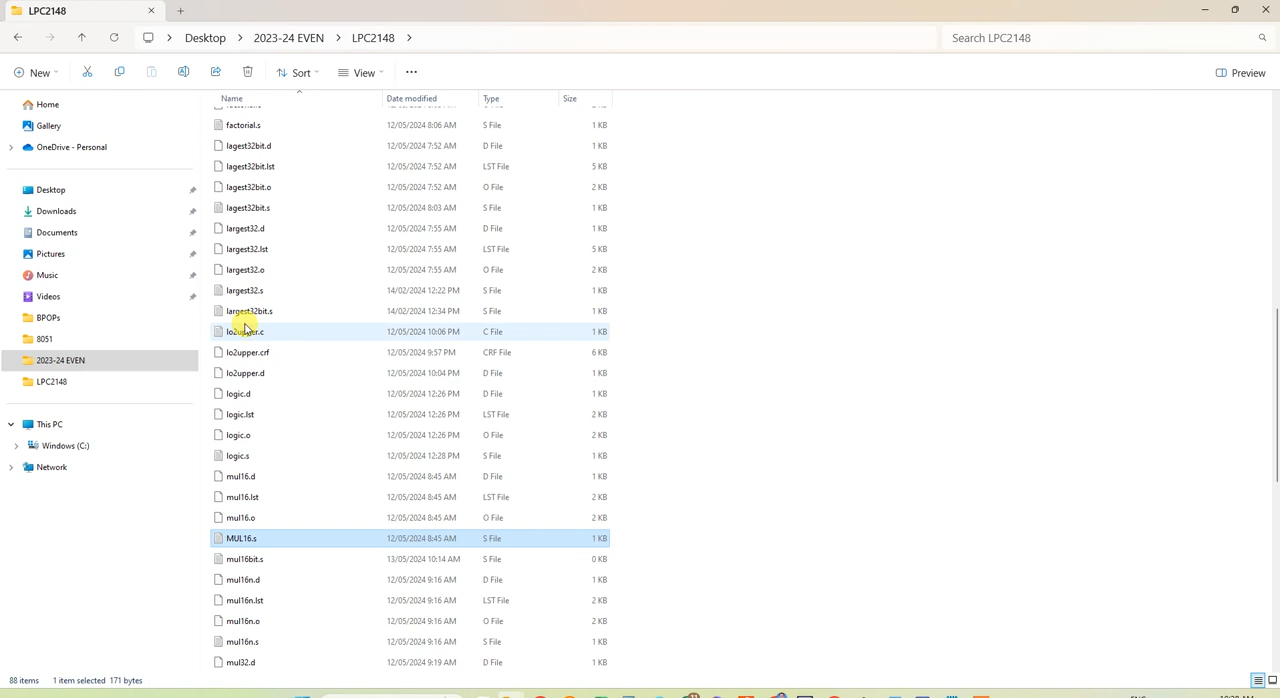 LPC2148
Desktop > 2023-24 EVEN > LPC2148 >
Search LPC2148
New
Sort
View
Preview
Name Date modified Type Size
Home
Gallery
OneDrive - Personal
Desktop
Downloads
Documents
Pictures
Music
Videos
BPOPs
8051
2023-24 EVEN
LPC2148
This PC
Windows (C:)
Network
factorial.s 12/05/2024 8:06 AM S File 1 KB
lagest32bit.d 12/05/2024 7:52 AM D File 1 KB
lagest32bit.lst 12/05/2024 7:52 AM LST File 5 KB
lagest32bit.o 12/05/2024 7:52 AM O File 2 KB
lagest32bit.s 12/05/2024 8:03 AM S File 1 KB
largest32.d 12/05/2024 7:55 AM D File 1 KB
largest32.lst 12/05/2024 7:55 AM LST File 5 KB
largest32.o 12/05/2024 7:55 AM O File 2 KB
largest32.s 14/02/2024 12:22 PM S File 1 KB
largest32bit.s 14/02/2024 12:34 PM S File 1 KB
lo2upper.c 12/05/2024 10:06 PM C File 1 KB
lo2upper.crf 12/05/2024 9:57 PM CRF File 6 KB
lo2upper.d 12/05/2024 10:04 PM D File 1 KB
logic.d 12/05/2024 12:26 PM D File 1 KB
logic.lst 12/05/2024 12:26 PM LST File 2 KB
logic.o 12/05/2024 12:26 PM O File 2 KB
logic.s 12/05/2024 12:28 PM S File 1 KB
mul16.d 12/05/2024 8:45 AM D File 1 KB
mul16.lst 12/05/2024 8:45 AM LST File 2 KB
mul16.o 12/05/2024 8:45 AM O File 2 KB
MUL16.s 12/05/2024 8:45 AM S File 1 KB
mul16bit.s 13/05/2024 10:14 AM S File 0 KB
mul16n.d 12/05/2024 9:16 AM D File 1 KB
mul16n.lst 12/05/2024 9:16 AM LST File 2 KB
mul16n.o 12/05/2024 9:16 AM O File 2 KB
mul16n.s 12/05/2024 9:16 AM S File 1 KB
mul32.d 12/05/2024 9:19 AM D File 1 KB
88 items 1 item selected 171 bytes